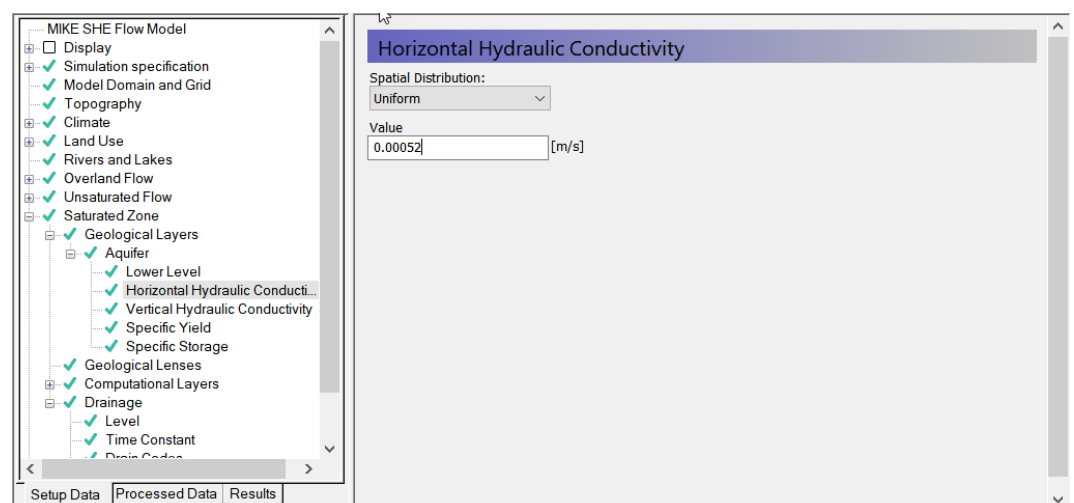 MIKE SHE Flow Model
Display
Simulation specification
Model Domain and Grid
Topography
Climate
Land Use
Rivers and Lakes
Overland Flow
Unsaturated Flow
Saturated Zone
Geological Layers
Aquifer
Lower Level
Horizontal Hydraulic Conducti...
Vertical Hydraulic Conductivity
Specific Yield
Specific Storage
Geological Lenses
Computational Layers
Drainage
Level
Time Constant
Drain Codes
Setup Data Processed Data Results
Horizontal Hydraulic Conductivity
Spatial Distribution:
Uniform
Value
0.00052 [m/s]